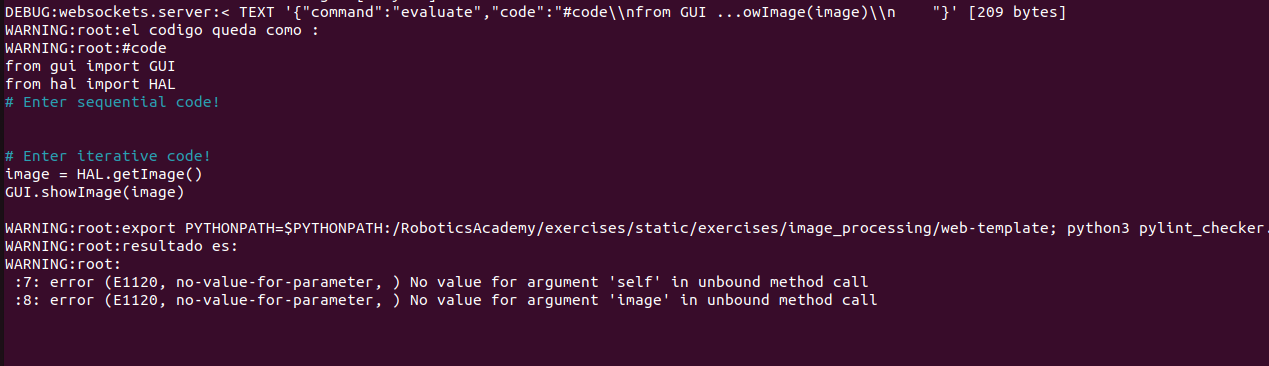 DEBUG:websockets.server:< TEXT '{"command":"evaluate","code":"#code\\nfrom GUI ...owImage(image)\\n    "}' [209 bytes]
WARNING:root:el codigo queda como :
WARNING:root:#code
from gui import GUI
from hal import HAL
# Enter sequential code!
# Enter iterative code!
image = HAL.getImage()
GUI.showImage(image)
WARNING:root:export PYTHONPATH=$PYTHONPATH:/RoboticsAcademy/exercises/static/exercises/image_processing/web-template; python3 pylint_checker.
WARNING:root:resultado es:
WARNING:root:
:7: error (E1120, no-value-for-parameter, ) No value for argument 'self' in unbound method call
:8: error (E1120, no-value-for-parameter, ) No value for argument 'image' in unbound method call